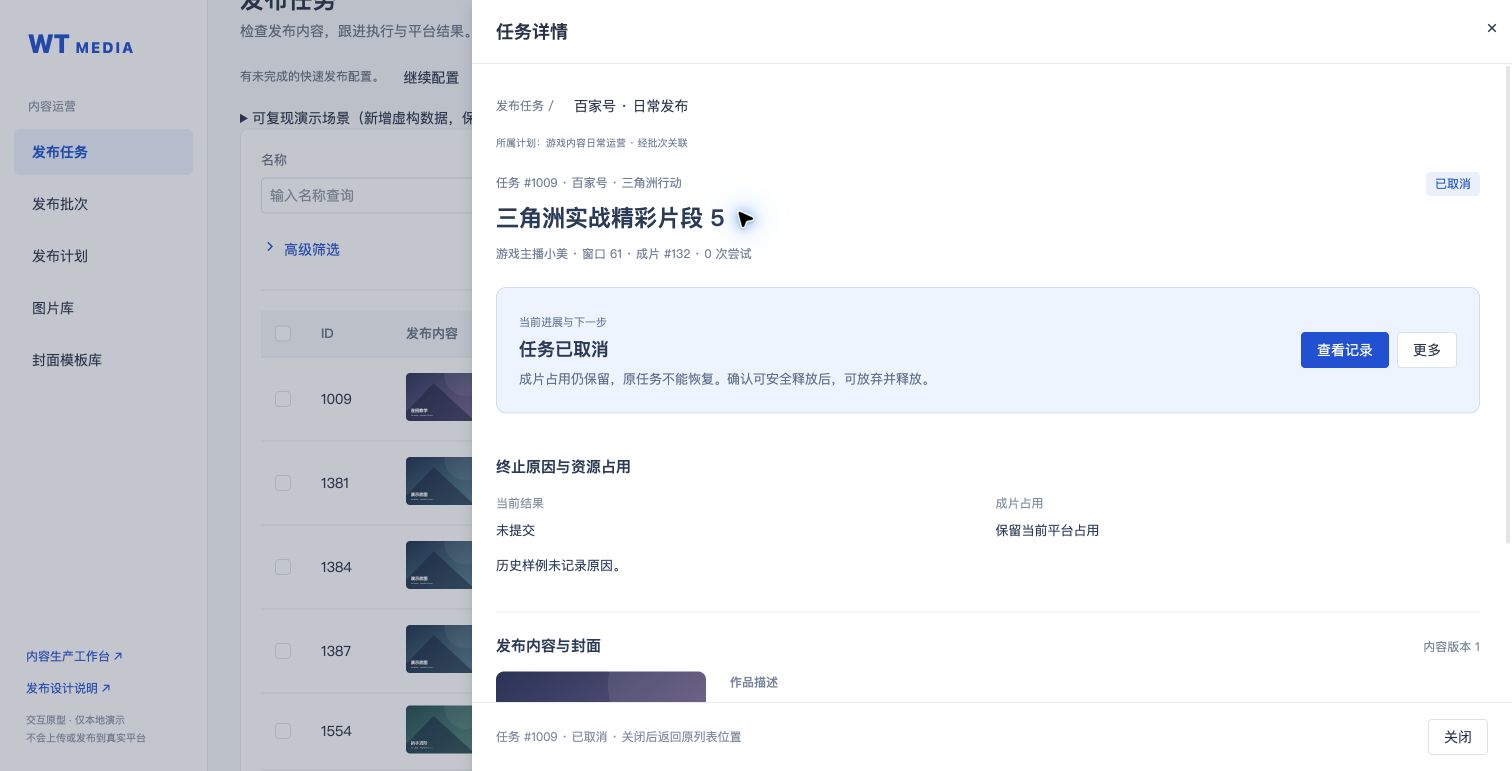 WT MEDIA
内容运营
发布任务
发布批次
发布计划
图片库
封面模板库
内容生产工作台 ↗
发布设计说明 ↗
交互原型 · 仅本地演示
不会上传或发布到真实平台
发布任务
检查发布内容，跟进执行与平台结果。
有未完成的快速发布配置。 继续配置
▶ 可复现演示场景（新增虚构数据，保
名称
输入名称查询
高级筛选
ID 发布内容
1009
1381
1384
1387
1554
任务详情
×
发布任务 / 百家号 · 日常发布
所属计划：游戏内容日常运营 · 经批次关联
任务 #1009 · 百家号 · 三角洲行动
已取消
三角洲实战精彩片段 5
游戏主播小美 · 窗口 61 · 成片 #132 · 0 次尝试
当前进展与下一步
任务已取消
成片占用仍保留，原任务不能恢复。确认可安全释放后，可放弃并释放。
查看记录 更多
终止原因与资源占用
当前结果 成片占用
未提交 保留当前平台占用
历史样例未记录原因。
发布内容与封面 内容版本 1
作品描述
任务 #1009 · 已取消 · 关闭后返回原列表位置
关闭